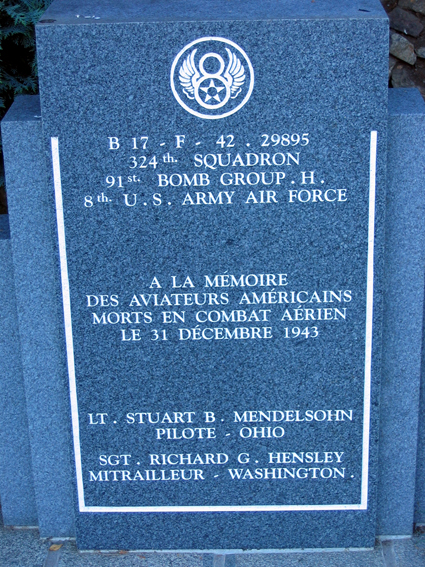 8
B 17 - F - 42 . 29895
324th. SQUADRON
91st. BOMB GROUP . H .
8th U . S . ARMY AIR FORCE
A LA MÉMOIRE
DES AVIATEURS AMÉRICAINS
MORTS EN COMBAT AÉRIEN
LE 31 DÉCEMBRE 1943
LT . STUART B . MENDELSOHN
PILOTE - OHIO
SGT . RICHARD G . HENSLEY
MITRAILLEUR - WASHINGTON .